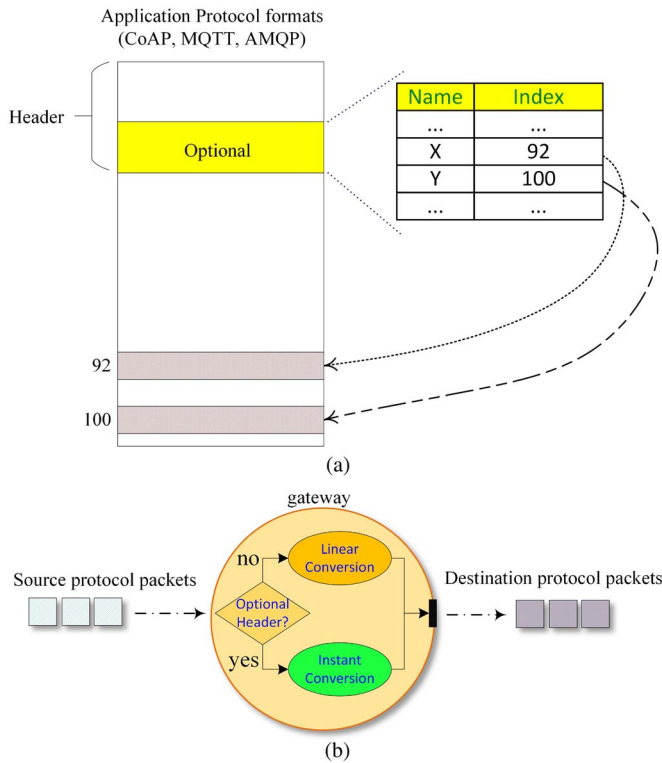 Application Protocol formats
(CoAP, MQTT, AMQP)
Header
Optional
Name Index
... ...
X 92
Y 100
... ...
92
100
(a)
gateway
no
Linear
Conversion
Source protocol packets
Optional
Header?
Destination protocol packets
yes
Instant
Conversion
(b)